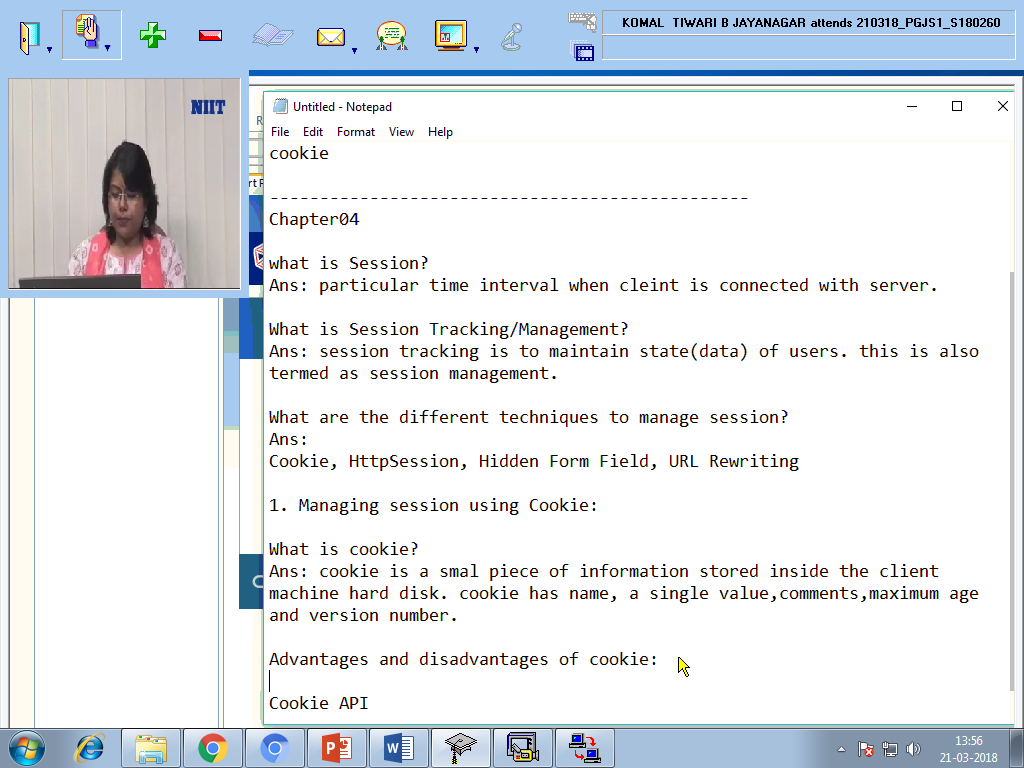 KOMAL TIWARI B JAYANAGAR attends 210318_PGJS1_S180260
NIIT
Untitled - Notepad
File Edit Format View Help
cookie
------------------------------------------------
Chapter04
what is Session?
Ans: particular time interval when cleint is connected with server.
What is Session Tracking/Management?
Ans: session tracking is to maintain state(data) of users. this is also
termed as session management.
What are the different techniques to manage session?
Ans:
Cookie, HttpSession, Hidden Form Field, URL Rewriting
1. Managing session using Cookie:
What is cookie?
Ans: cookie is a smal piece of information stored inside the client
machine hard disk. cookie has name, a single value,comments,maximum age
and version number.
Advantages and disadvantages of cookie:
Cookie API
13:56
21-03-2018